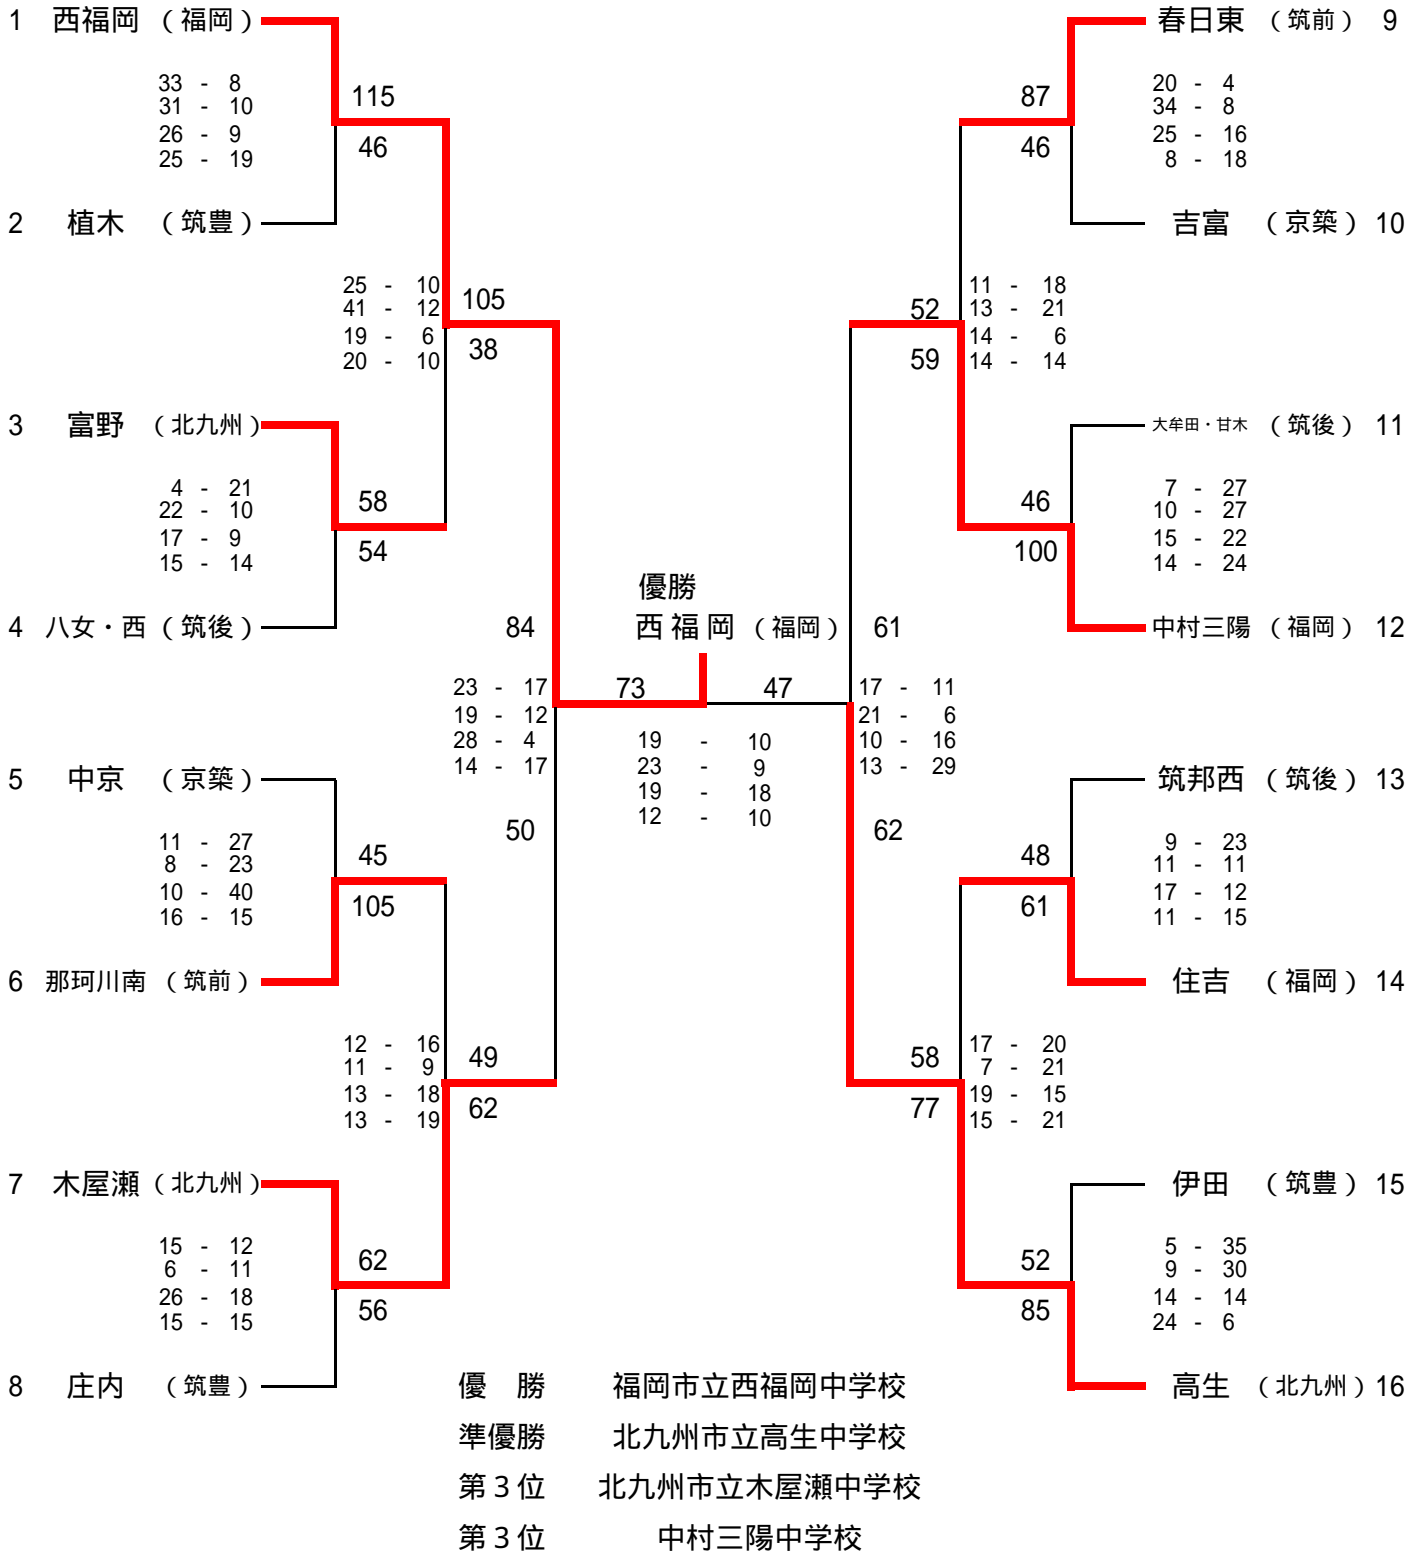 1 西福岡 （福岡）
33 - 8
31 - 10
26 - 9
25 - 19
115
46
2 植木 （筑豊）
25 - 10
41 - 12
19 - 6
20 - 10
105
38
3 富野 （北九州）
4 - 21
22 - 10
17 - 9
15 - 14
58
54
4 八女・西 （筑後）
84
23 - 17
19 - 12
28 - 4
14 - 17
50
5 中京 （京築）
11 - 27
8 - 23
10 - 40
16 - 15
45
105
6 那珂川南 （筑前）
12 - 16
11 - 9
13 - 18
13 - 19
49
62
7 木屋瀬 （北九州）
15 - 12
6 - 11
26 - 18
15 - 15
62
56
8 庄内 （筑豊）
優勝
西福岡 （福岡）
73 47
19 - 10
23 - 9
19 - 18
12 - 10
春日東 （筑前） 9
87
46
20 - 4
34 - 8
25 - 16
8 - 18
吉富 （京築） 10
52
59
11 - 18
13 - 21
14 - 6
14 - 14
大牟田・甘木 （筑後） 11
46
100
7 - 27
10 - 27
15 - 22
14 - 24
中村三陽 （福岡） 12
61
17 - 11
21 - 6
10 - 16
13 - 29
62
筑邦西 （筑後） 13
48
61
9 - 23
11 - 11
17 - 12
11 - 15
住吉 （福岡） 14
58
77
17 - 20
7 - 21
19 - 15
15 - 21
伊田 （筑豊） 15
52
85
5 - 35
9 - 30
14 - 14
24 - 6
高生 （北九州） 16
優　勝 福岡市立西福岡中学校
準優勝 北九州市立高生中学校
第３位 北九州市立木屋瀬中学校
第３位 中村三陽中学校